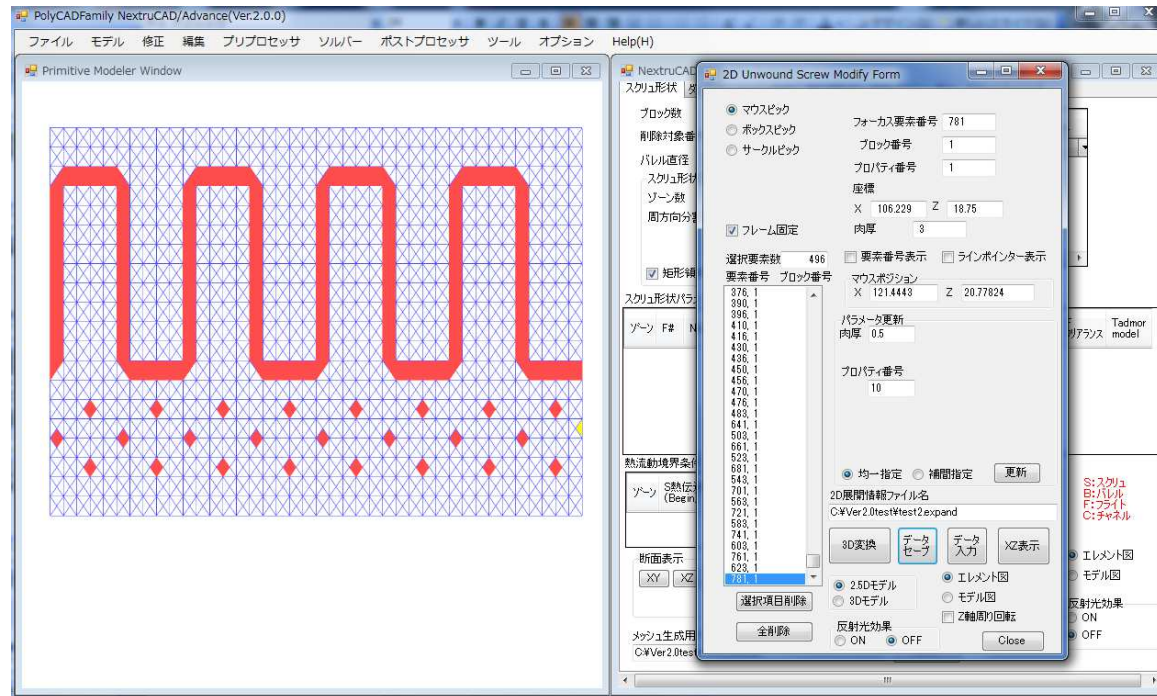 PolyCADFamily NextruCAD/Advance(Ver.2.0.0)
ファイル モデル 修正 編集 プリプロセッサ ソルバー ポストプロセッサ ツール オプション Help(H)
Primitive Modeler Window
NextruCAD
スクリュ形状
ブロック数
削除対象番
バレル直径
スクリュ形状
ゾーン数
周方向分割
矩形領
スクリュ形状パラ
ゾーン F# N
リアランス
Tadmor
model
熱流動境界条件
ゾーン S熱伝達
(Begin
S:スクリュ
B:バレル
F:フライト
C:チャネル
断面表示
XY XZ
エレメント図
モデル図
反射光効果
ON
OFF
メッシュ生成用
C:¥Ver2.0test
2D Unwound Screw Modify Form
マウスピック
ボックスピック
サークルピック
フォーカス要素番号 781
ブロック番号 1
プロパティ番号 1
座標
X 106.229 Z 18.75
肉厚 3
フレーム固定
選択要素数 496
要素番号表示 ラインポインター表示
要素番号 ブロック番号
マウスポジション
X 121.4443 Z 20.77824
376, 1
390, 1
396, 1
410, 1
416, 1
430, 1
436, 1
450, 1
456, 1
470, 1
476, 1
483, 1
641, 1
503, 1
661, 1
523, 1
681, 1
543, 1
701, 1
563, 1
721, 1
583, 1
741, 1
603, 1
761, 1
623, 1
781, 1
パラメータ更新
肉厚 0.5
プロパティ番号
10
均一指定 補間指定 更新
2D展開情報ファイル名
C:¥Ver2.0test¥test2.expand
3D変換
データ
セーブ
データ
入力
XZ表示
2.5Dモデル
3Dモデル
エレメント図
モデル図
Z軸周り回転
選択項目削除
全削除
反射光効果
ON OFF
Close